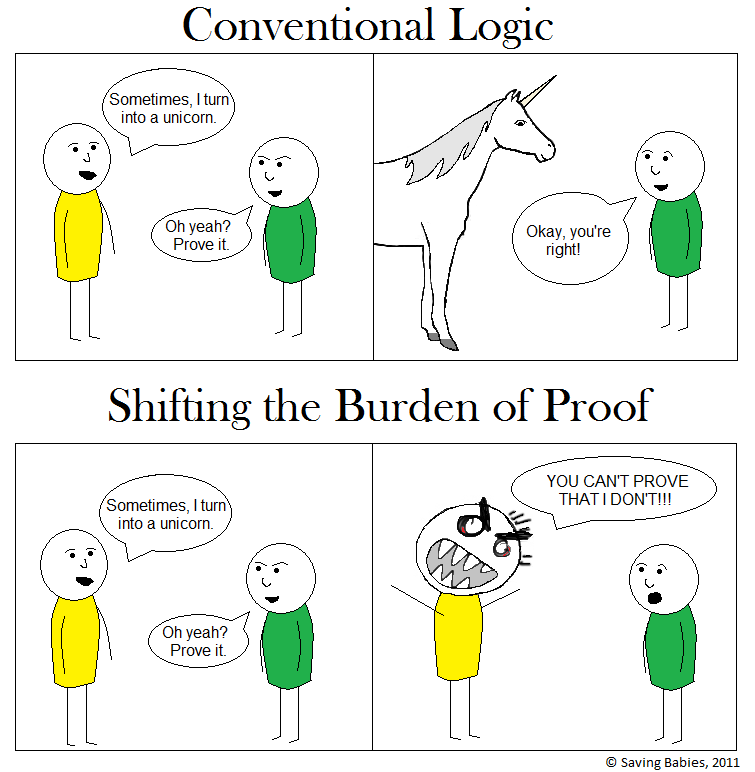 Conventional Logic
Sometimes, I turn
into a unicorn.
Oh yeah?
Prove it.
Okay, you're
right!
Shifting the Burden of Proof
Sometimes, I turn
into a unicorn.
Oh yeah?
Prove it.
YOU CAN'T PROVE
THAT I DON'T!!!
© Saving Babies, 2011